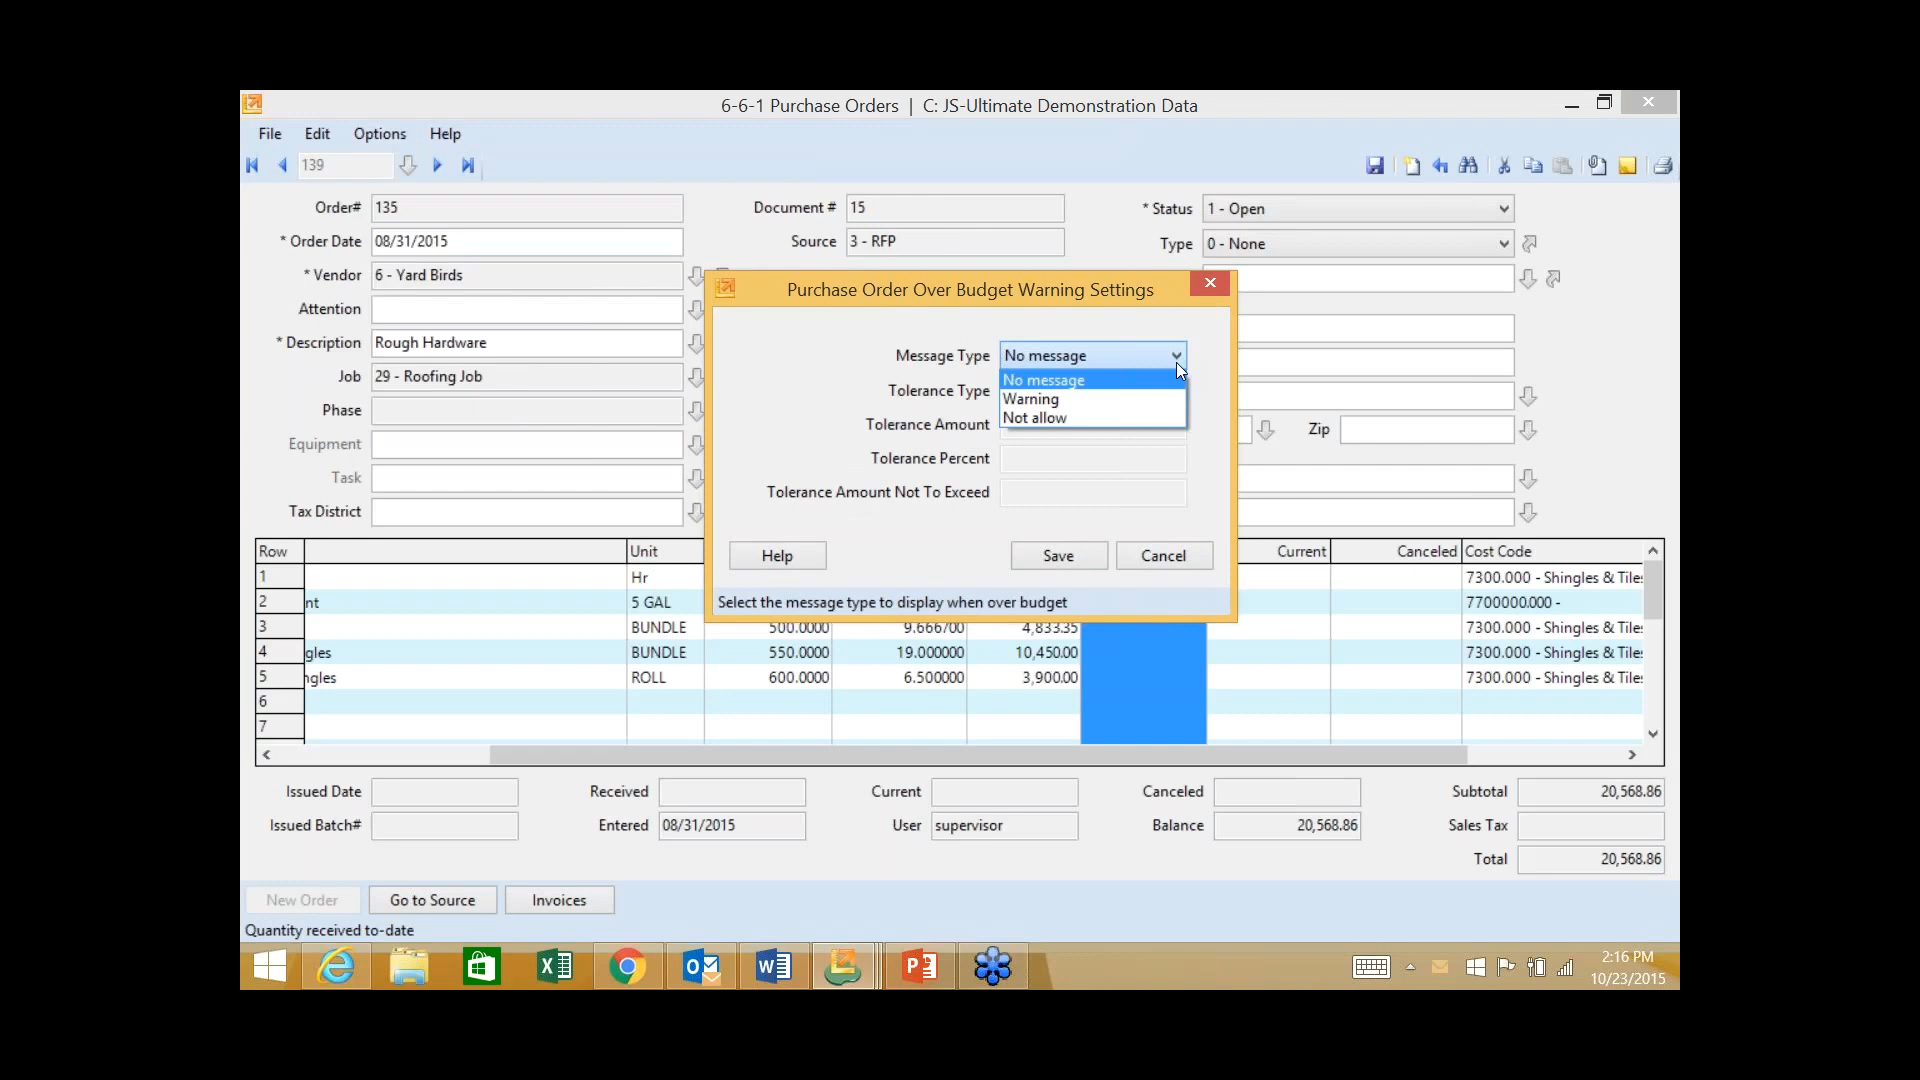 6-6-1 Purchase Orders | C: JS-Ultimate Demonstration Data
File Edit Options Help
139
Order# 135 Document # 15 * Status 1 - Open
* Order Date 08/31/2015 Source 3 - RFP Type 0 - None
* Vendor 6 - Yard Birds
Attention
* Description Rough Hardware
Job 29 - Roofing Job
Phase
Equipment Zip
Task
Tax District
Purchase Order Over Budget Warning Settings
Message Type No message
No message
Tolerance Type Warning
Not allow
Tolerance Amount
Tolerance Percent
Tolerance Amount Not To Exceed
Help Save Cancel
Select the message type to display when over budget
Row Unit Current Canceled Cost Code
1 Hr 7300.000 - Shingles & Tiles
2 nt 5 GAL 7700000.000 -
3 BUNDLE 500.0000 9.666700 4,833.35 7300.000 - Shingles & Tiles
4 gles BUNDLE 550.0000 19.000000 10,450.00 7300.000 - Shingles & Tiles
5 ngles ROLL 600.0000 6.500000 3,900.00 7300.000 - Shingles & Tiles
6
7
Issued Date Received Current Canceled Subtotal 20,568.86
Issued Batch# Entered 08/31/2015 User supervisor Balance 20,568.86 Sales Tax
Total 20,568.86
New Order Go to Source Invoices
Quantity received to-date
2:16 PM
10/23/2015